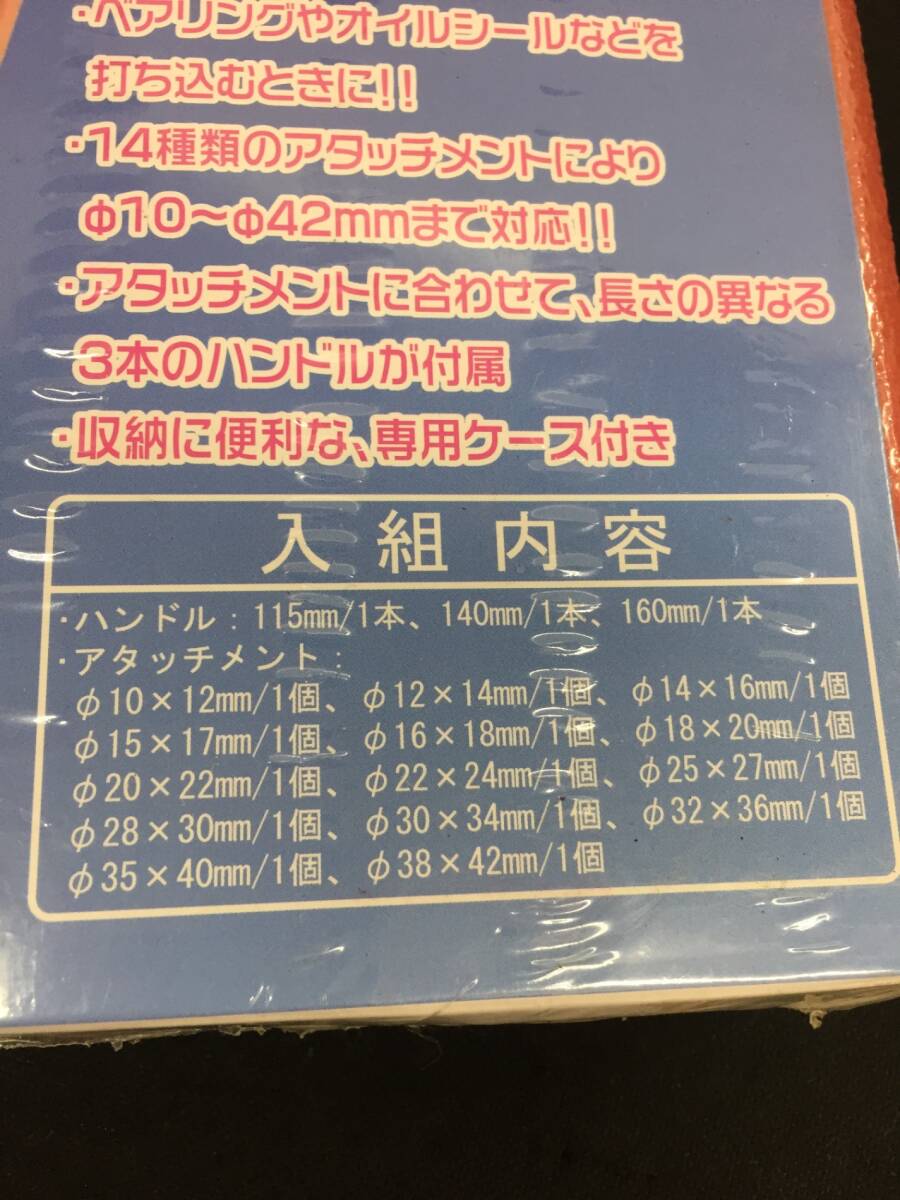 ・ベアリングやオイルシールなどを
打ち込むときに!!
・14種類のアタッチメントにより
φ10～φ42mmまで対応!!
・アタッチメントに合わせて、長さの異なる
3本のハンドルが付属
・収納に便利な、専用ケース付き
入組内容
・ハンドル：115mm/1本、140mm/1本、160mm/1本
・アタッチメント：
φ10×12mm/1個、φ12×14mm/1個、φ14×16mm/1個
φ15×17mm/1個、φ16×18mm/1個、φ18×20mm/1個
φ20×22mm/1個、φ22×24mm/1個、φ25×27mm/1個
φ28×30mm/1個、φ30×34mm/1個、φ32×36mm/1個
φ35×40mm/1個、φ38×42mm/1個